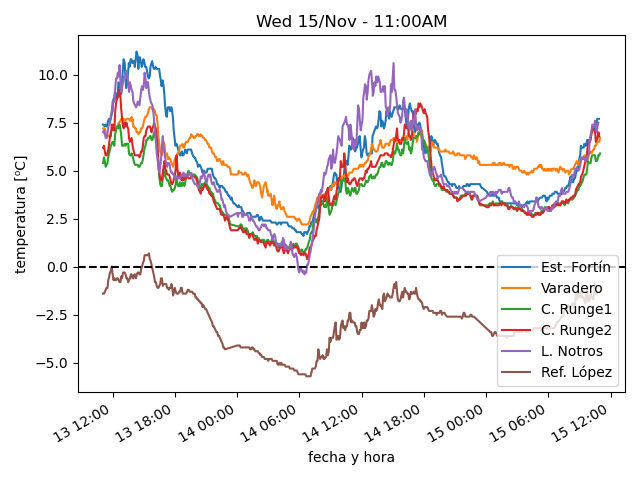 Wed 15/Nov - 11:00AM
temperatura [ºC]
10.0
7.5
5.0
2.5
0.0
−2.5
−5.0
Est. Fortín
Varadero
C. Runge1
C. Runge2
L. Notros
Ref. López
13 12:00
13 18:00
14 00:00
14 06:00
14 12:00
14 18:00
15 00:00
15 06:00
15 12:00
fecha y hora